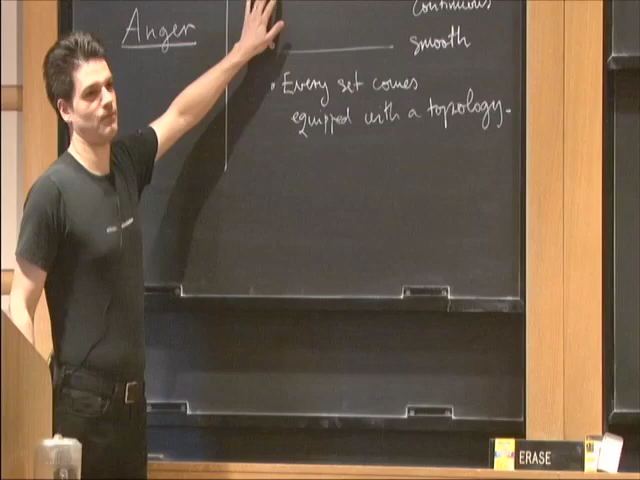 Anger
continuous
smooth
• Every set comes
equipped with a topology.
ERASE